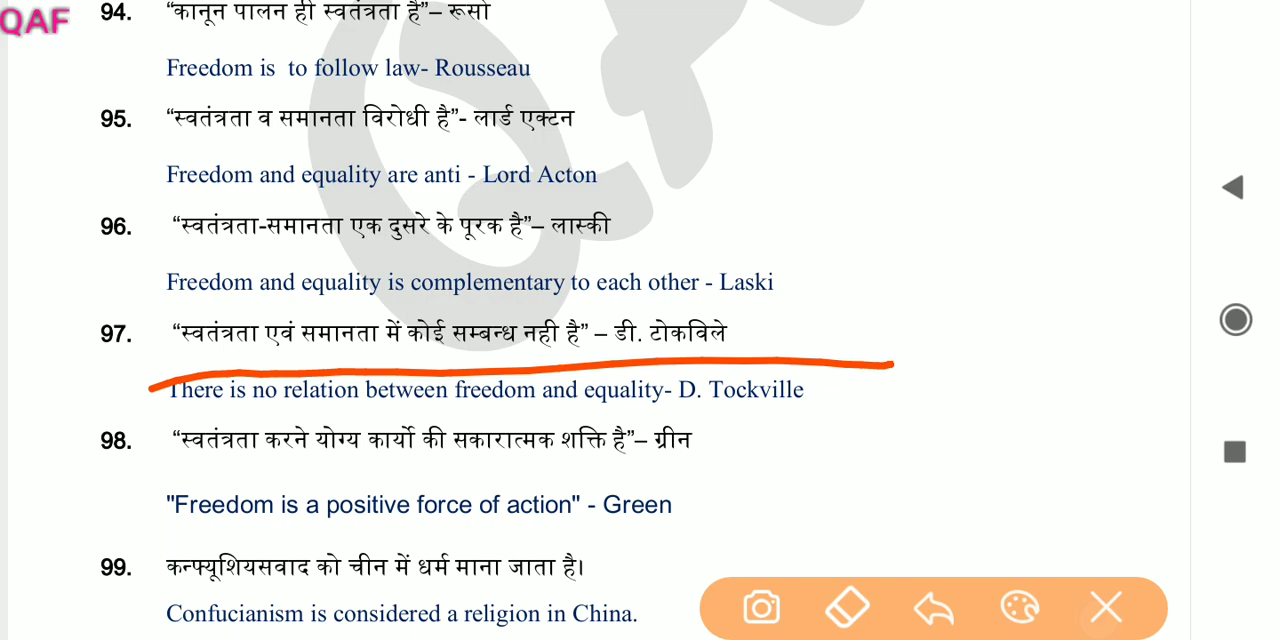 QAF
94. “कानून पालन ही स्वतंत्रता है”– रूसो
Freedom is to follow law- Rousseau
95. “स्वतंत्रता व समानता विरोधी है”- लार्ड एक्टन
Freedom and equality are anti - Lord Acton
96. “स्वतंत्रता-समानता एक दुसरे के पूरक है”– लास्की
Freedom and equality is complementary to each other - Laski
97. “स्वतंत्रता एवं समानता में कोई सम्बन्ध नही है” – डी. टोकविले
There is no relation between freedom and equality- D. Tockville
98. “स्वतंत्रता करने योग्य कार्यो की सकारात्मक शक्ति है”– ग्रीन
"Freedom is a positive force of action" - Green
99. कन्फ्यूशियसवाद को चीन में धर्म माना जाता है।
Confucianism is considered a religion in China.